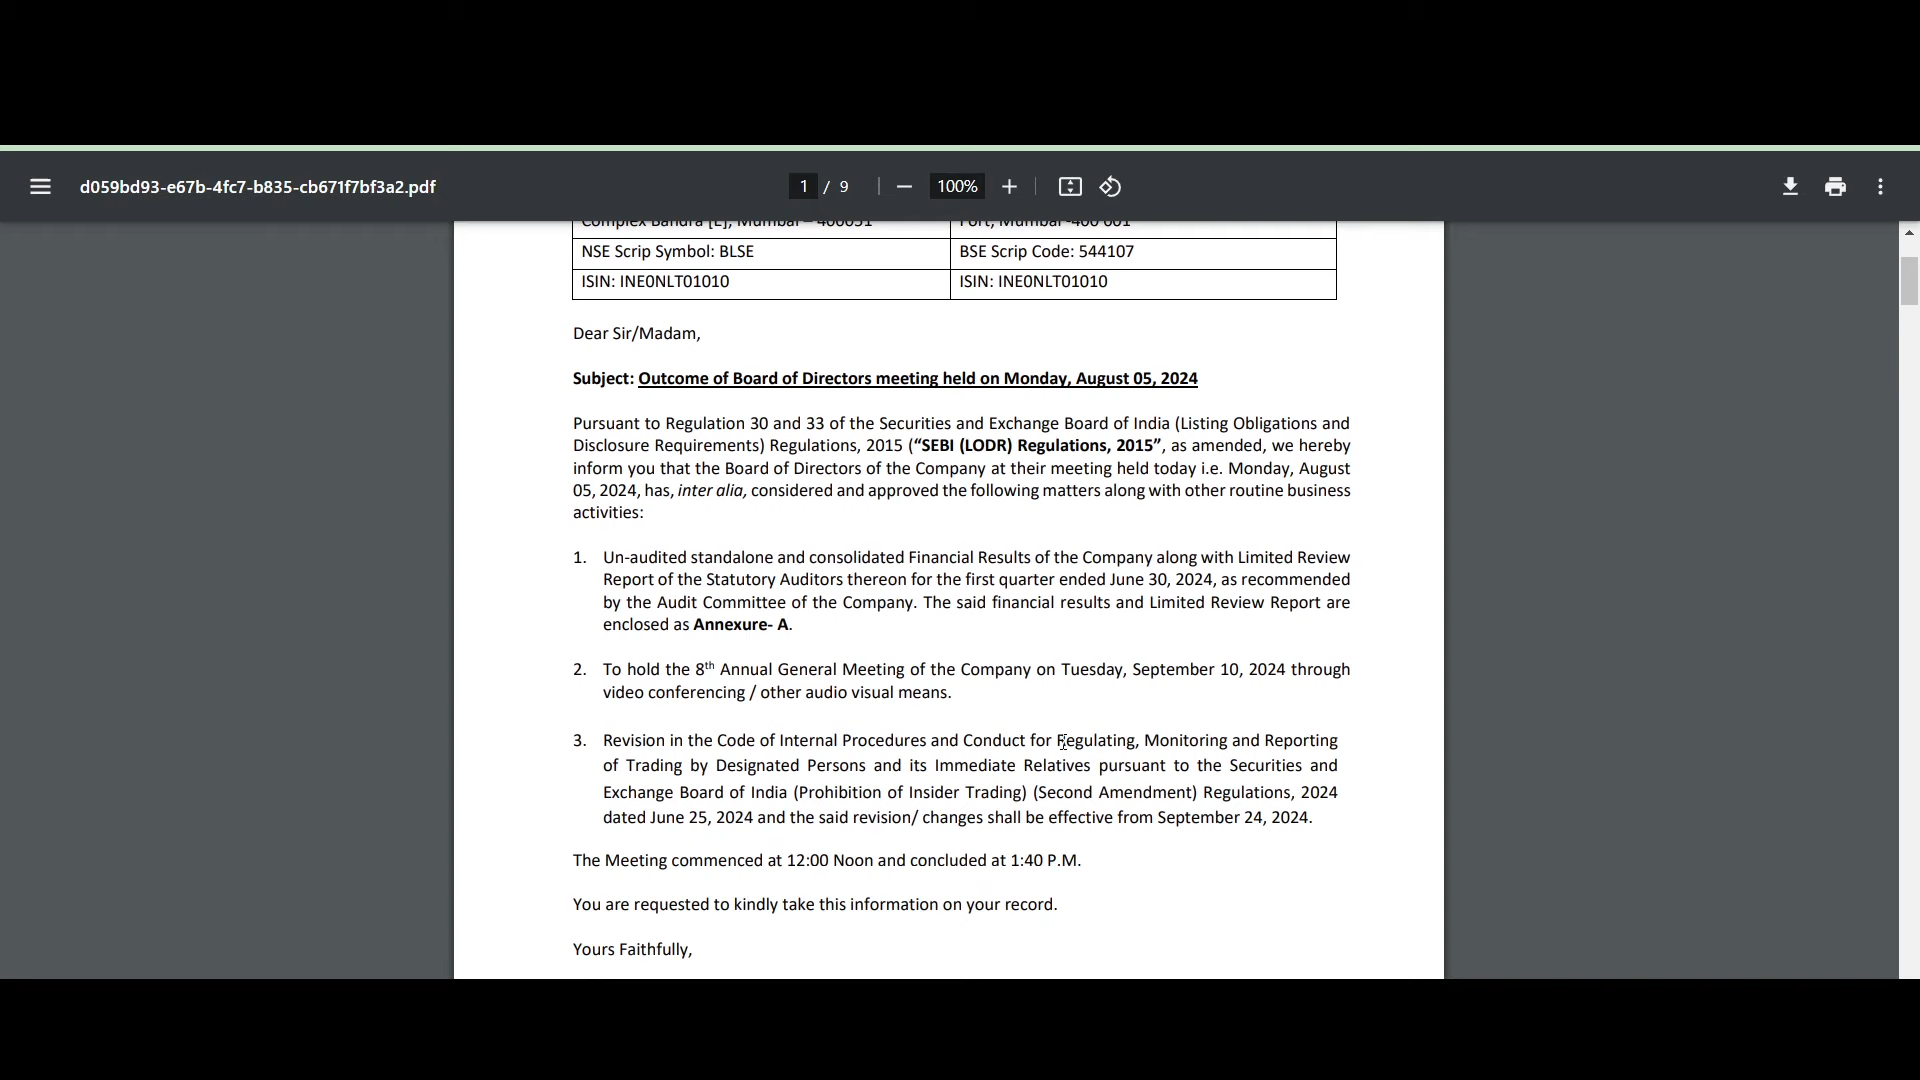 d059bd93-e67b-4fc7-b835-cb671f7bf3a2.pdf
1 / 9
100%
Complex Bandra [E], Mumbai – 400051 Fort, Mumbai-400 001
NSE Scrip Symbol: BLSE BSE Scrip Code: 544107
ISIN: INE0NLT01010 ISIN: INE0NLT01010
Dear Sir/Madam,
Subject: Outcome of Board of Directors meeting held on Monday, August 05, 2024
Pursuant to Regulation 30 and 33 of the Securities and Exchange Board of India (Listing Obligations and
Disclosure Requirements) Regulations, 2015 (“SEBI (LODR) Regulations, 2015”, as amended, we hereby
inform you that the Board of Directors of the Company at their meeting held today i.e. Monday, August
05, 2024, has, inter alia, considered and approved the following matters along with other routine business
activities:
1. Un-audited standalone and consolidated Financial Results of the Company along with Limited Review
Report of the Statutory Auditors thereon for the first quarter ended June 30, 2024, as recommended
by the Audit Committee of the Company. The said financial results and Limited Review Report are
enclosed as Annexure- A.
2. To hold the 8th Annual General Meeting of the Company on Tuesday, September 10, 2024 through
video conferencing / other audio visual means.
3. Revision in the Code of Internal Procedures and Conduct for Regulating, Monitoring and Reporting
of Trading by Designated Persons and its Immediate Relatives pursuant to the Securities and
Exchange Board of India (Prohibition of Insider Trading) (Second Amendment) Regulations, 2024
dated June 25, 2024 and the said revision/ changes shall be effective from September 24, 2024.
The Meeting commenced at 12:00 Noon and concluded at 1:40 P.M.
You are requested to kindly take this information on your record.
Yours Faithfully,